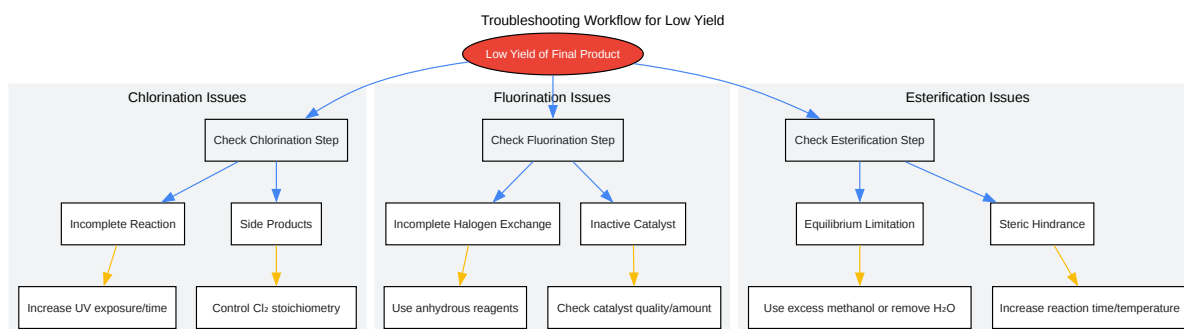 Troubleshooting Workflow for Low Yield
Low Yield of Final Product
Chlorination Issues
Fluorination Issues
Esterification Issues
Check Chlorination Step
Check Fluorination Step
Check Esterification Step
Incomplete Reaction
Side Products
Incomplete Halogen Exchange
Inactive Catalyst
Equilibrium Limitation
Steric Hindrance
Increase UV exposure/time
Control Cl₂ stoichiometry
Use anhydrous reagents
Check catalyst quality/amount
Use excess methanol or remove H₂O
Increase reaction time/temperature